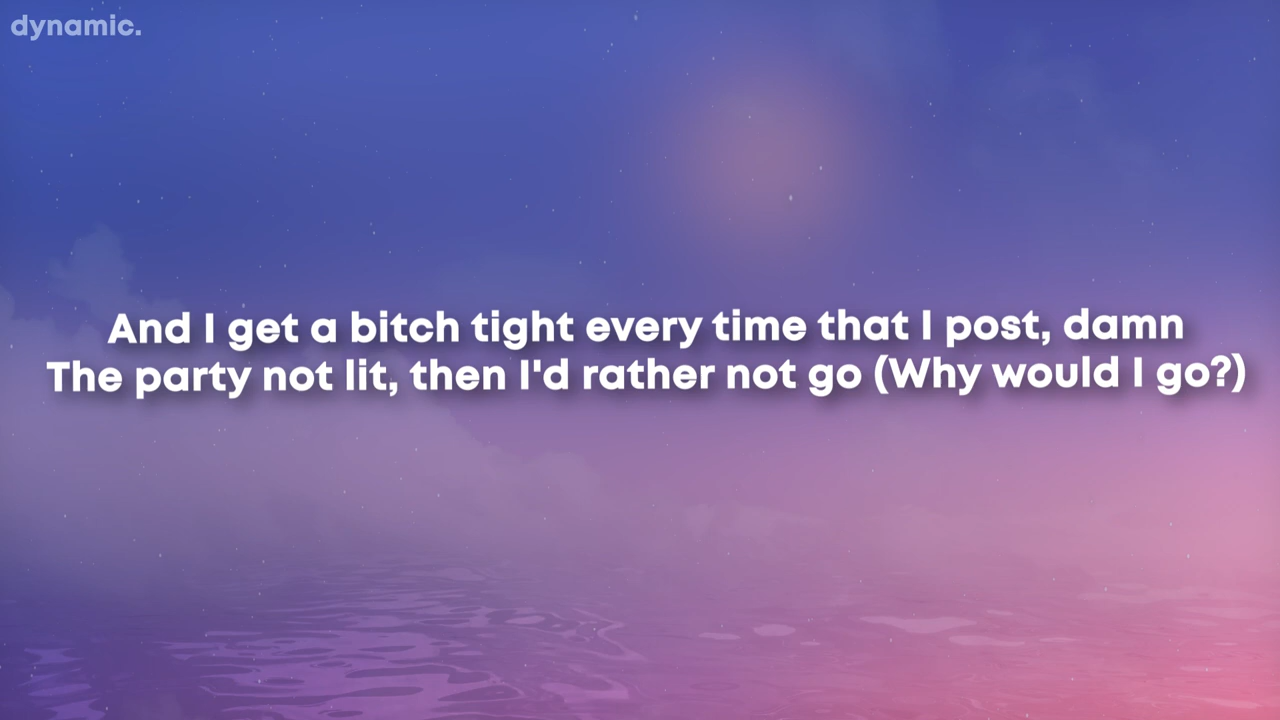 dynamic.
And I get a bitch tight every time that I post, damn
The party not lit, then I'd rather not go (Why would I go?)